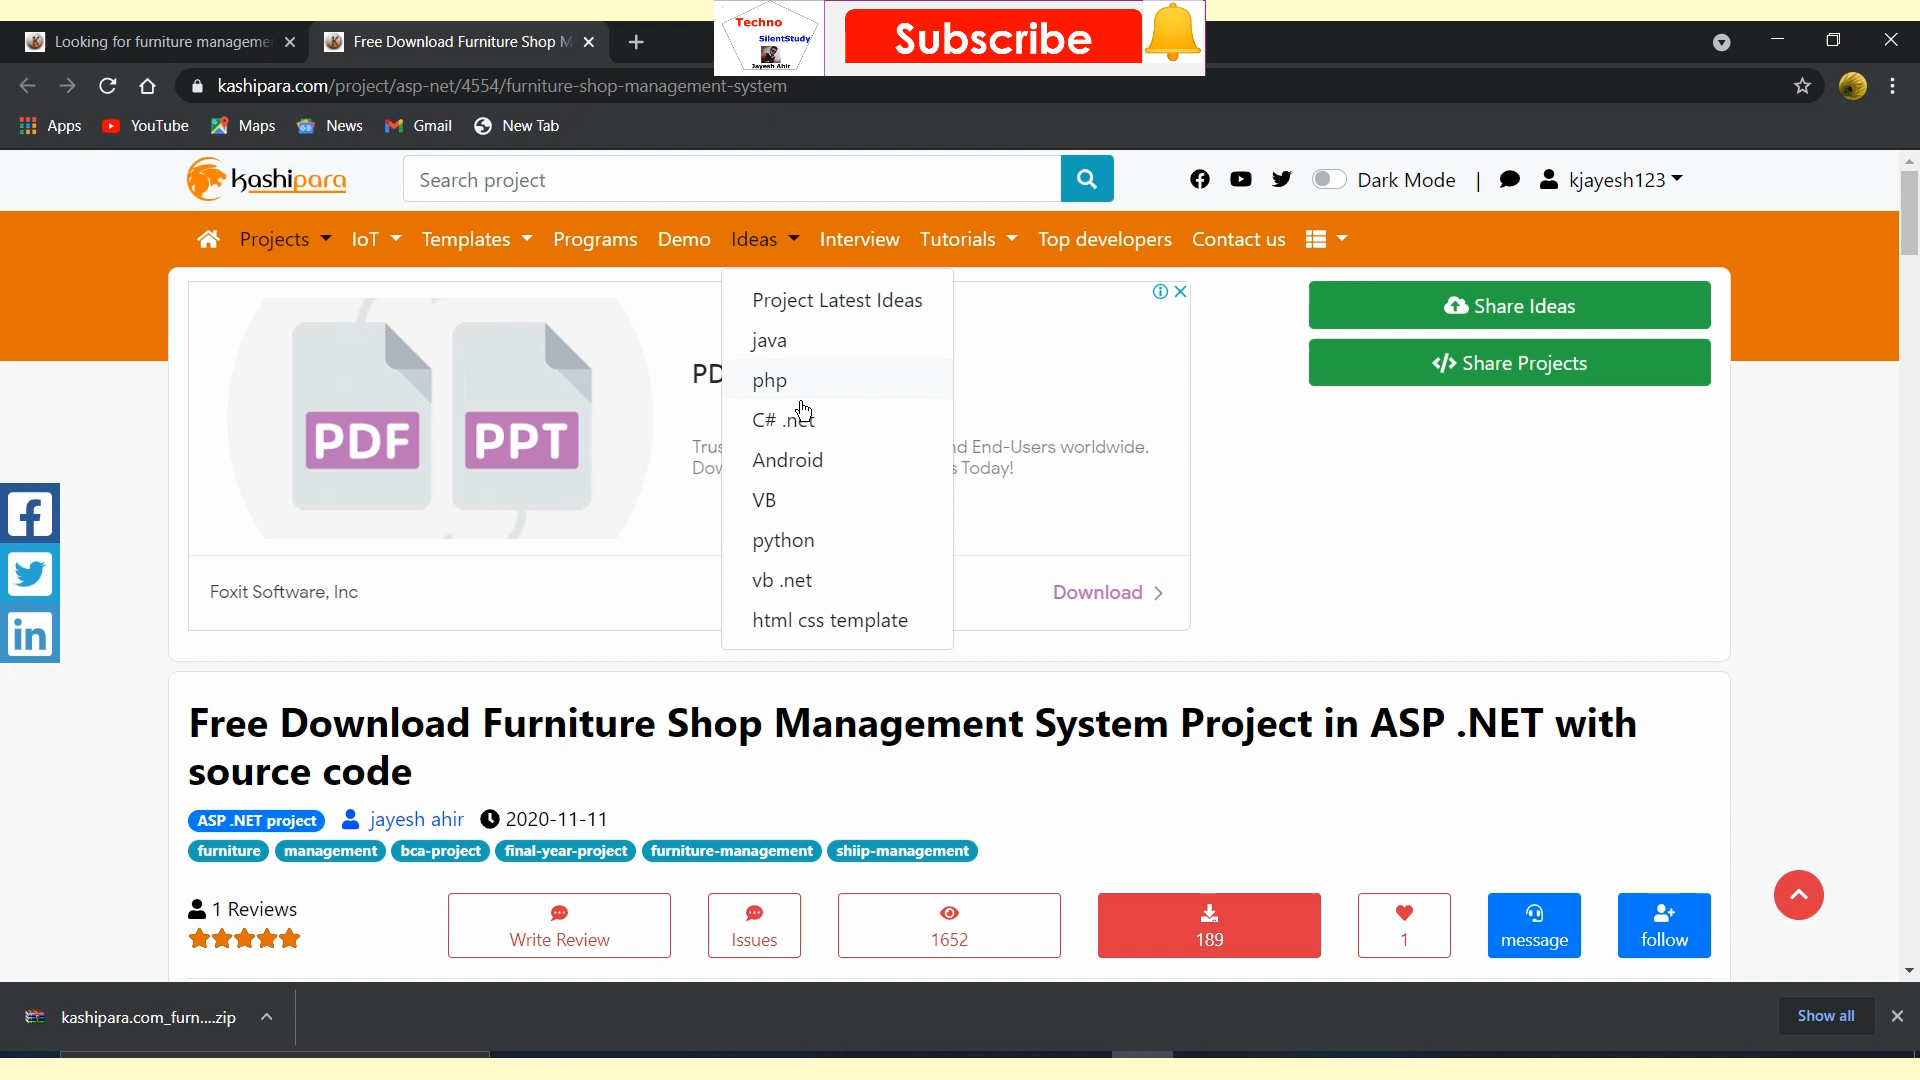 Techno
SilentStudy
Jayesh Ahir
Subscribe
Looking for furniture manageme
Free Download Furniture Shop M
kashipara.com/project/asp-net/4554/furniture-shop-management-system
Apps
YouTube
Maps
News
Gmail
New Tab
kashipara
Search project
Dark Mode
|
kjayesh123
Projects
IoT
Templates
Programs
Demo
Ideas
Interview
Tutorials
Top developers
Contact us
Project Latest Ideas
java
php
C# .net
Android
VB
python
vb .net
html css template
PDF
PPT
PD
Trus
nd End-Users worldwide.
Dow
s Today!
Foxit Software, Inc
Download
Share Ideas
</> Share Projects
Free Download Furniture Shop Management System Project in ASP .NET with
source code
ASP .NET project jayesh ahir 2020-11-11
furniture management bca-project final-year-project furniture-management shiip-management
1 Reviews
Write Review
Issues
1652
189
1
message
follow
kashipara.com_furn....zip
Show all